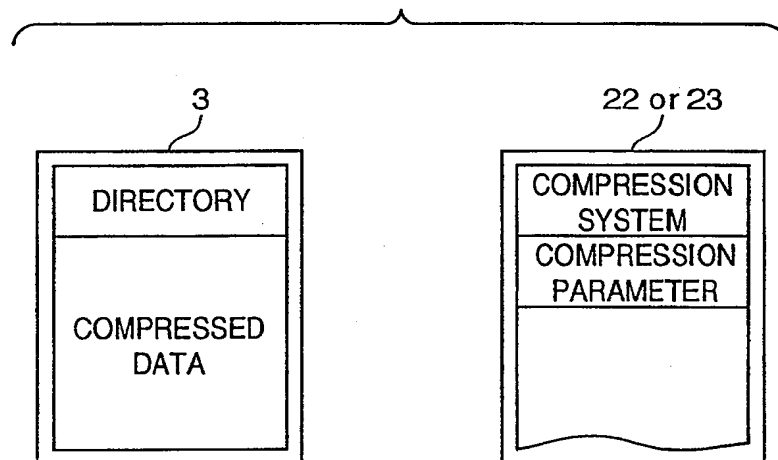 3
22 or 23
DIRECTORY
COMPRESSED
DATA
COMPRESSION
SYSTEM
COMPRESSION
PARAMETER